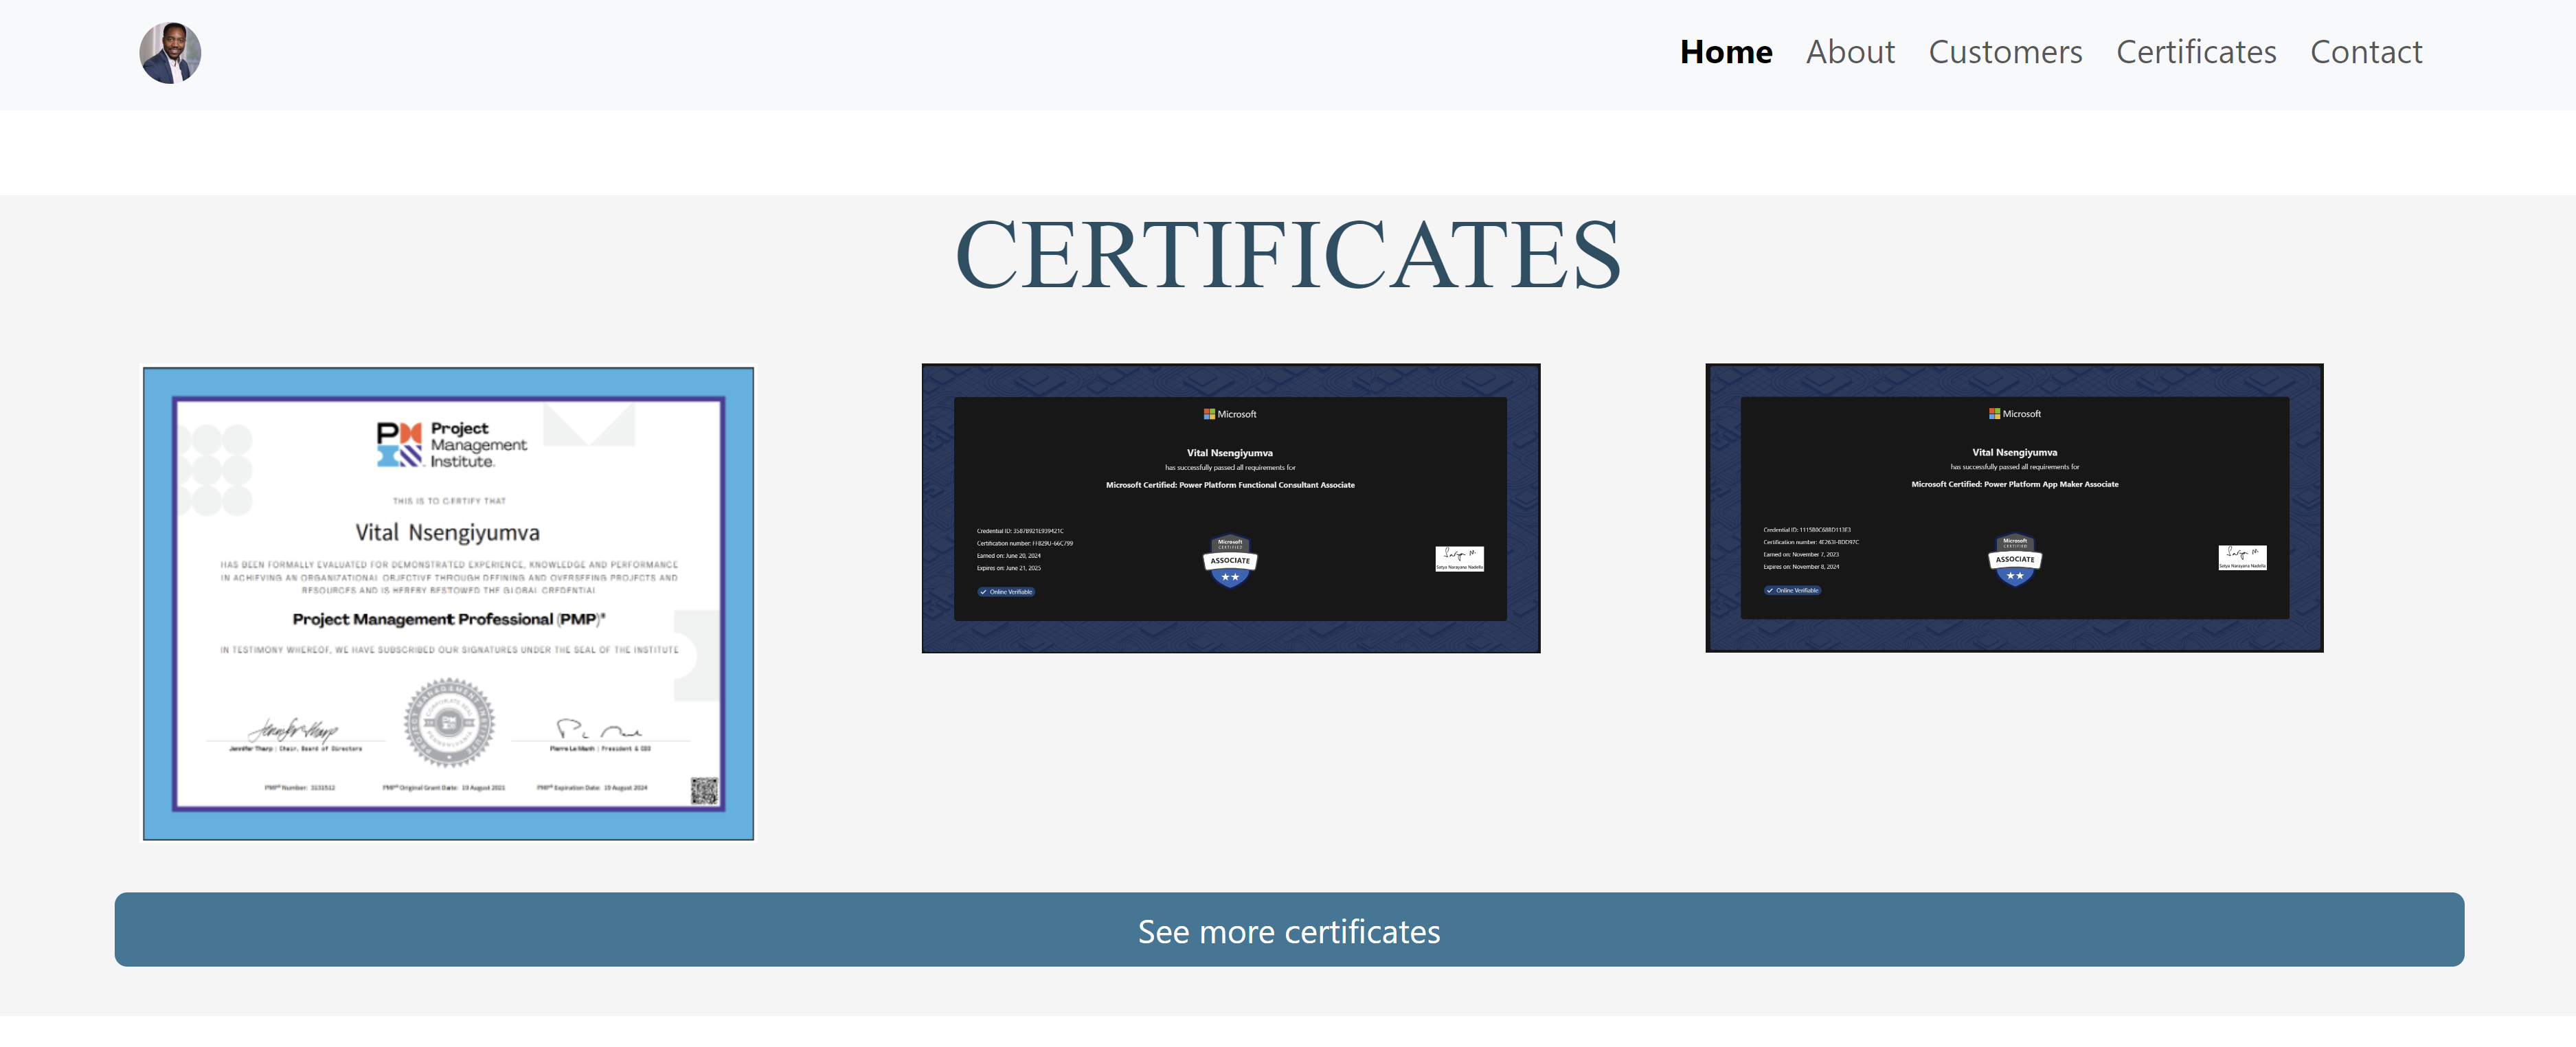 Home About Customers Certificates Contact
CERTIFICATES
Project
Management
Institute.
THIS IS TO CERTIFY THAT
Vital Nsengiyumva
HAS BEEN FORMALLY EVALUATED FOR DEMONSTRATED EXPERIENCE, KNOWLEDGE AND PERFORMANCE
IN ACHIEVING AN ORGANIZATIONAL OBJECTIVE THROUGH DEFINING AND OVERSEEING PROJECTS AND
RESOURCES AND IS HEREBY BESTOWED THE GLOBAL CREDENTIAL
Project Management Professional (PMP)®
IN TESTIMONY WHEREOF, WE HAVE SUBSCRIBED OUR SIGNATURES UNDER THE SEAL OF THE INSTITUTE
Jennifer Tharp | Chair, Board of Directors
Pierre Le Manh | President & CEO
PMP® Number: 3131512
PMP® Original Grant Date: 19 August 2021
PMP® Expiration Date: 19 August 2024
Microsoft
Vital Nsengiyumva
has successfully passed all requirements for
Microsoft Certified: Power Platform Functional Consultant Associate
Credential ID:
Certification number:
Earned on: June 20, 2024
Expires on: June 21, 2025
Online Verifiable
Microsoft
CERTIFIED
ASSOCIATE
Satya Narayana Nadella
Microsoft
Vital Nsengiyumva
has successfully passed all requirements for
Microsoft Certified: Power Platform App Maker Associate
Credential ID:
Certification number:
Earned on: November 7, 2023
Expires on: November 8, 2024
Online Verifiable
Microsoft
CERTIFIED
ASSOCIATE
Satya Narayana Nadella
See more certificates